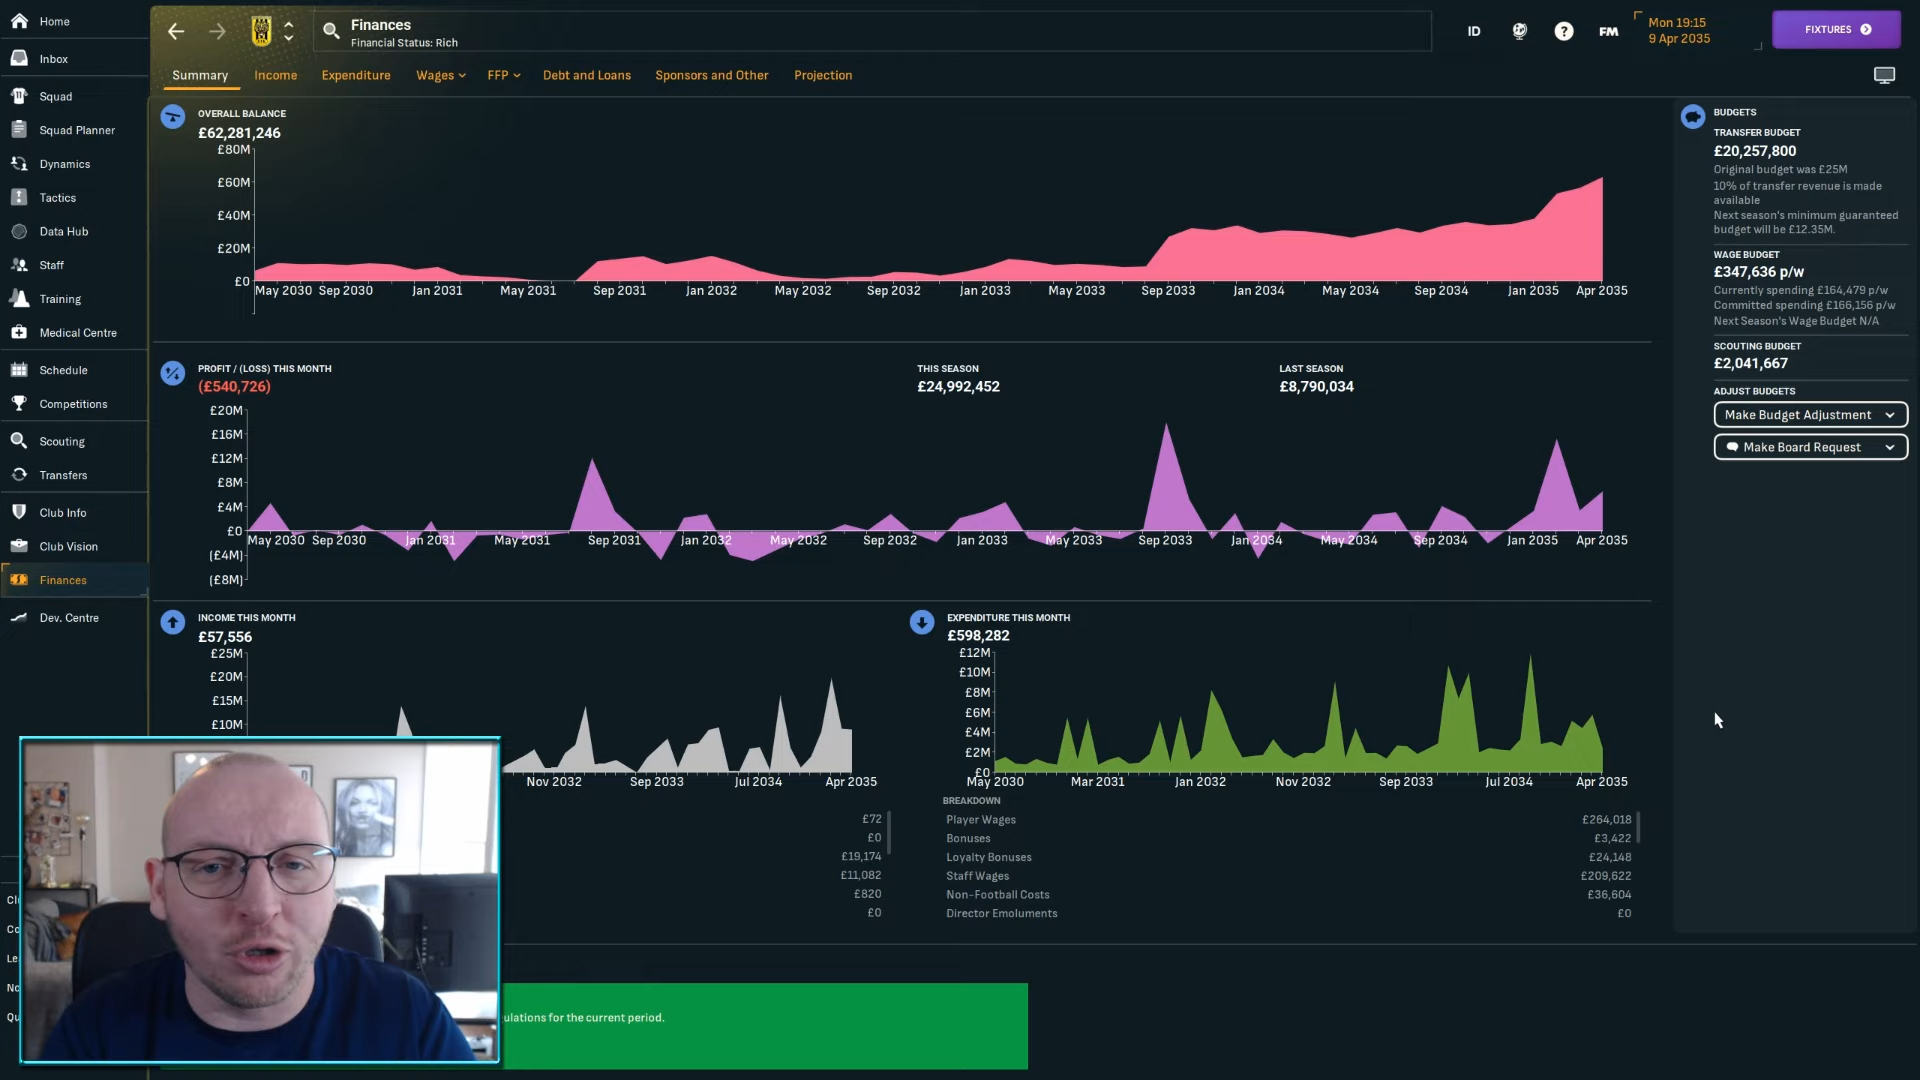 Home
Inbox
Squad
Squad Planner
Dynamics
Tactics
Data Hub
Staff
Training
Medical Centre
Schedule
Competitions
Scouting
Transfers
Club Info
Club Vision
Finances
Dev. Centre
Finances
Financial Status: Rich
ID
?
FM
Mon 19:15
9 Apr 2035
FIXTURES
Summary
Income
Expenditure
Wages
FFP
Debt and Loans
Sponsors and Other
Projection
OVERALL BALANCE
£62,281,246
£80M
£60M
£40M
£20M
£0
May 2030 Sep 2030 Jan 2031 May 2031 Sep 2031 Jan 2032 May 2032 Sep 2032 Jan 2033 May 2033 Sep 2033 Jan 2034 May 2034 Sep 2034 Jan 2035 Apr 2035
PROFIT / (LOSS) THIS MONTH
(£540,726)
THIS SEASON
£24,992,452
LAST SEASON
£8,790,034
£20M
£16M
£12M
£8M
£4M
£0
(£4M)
(£8M)
May 2030 Sep 2030 Jan 2031 May 2031 Sep 2031 Jan 2032 May 2032 Sep 2032 Jan 2033 May 2033 Sep 2033 Jan 2034 May 2034 Sep 2034 Jan 2035 Apr 2035
INCOME THIS MONTH
£57,556
£25M
£20M
£15M
£10M
Nov 2032 Sep 2033 Jul 2034 Apr 2035
£72
£0
£19,174
£11,082
£820
£0
EXPENDITURE THIS MONTH
£598,282
£12M
£10M
£8M
£6M
£4M
£2M
£0
May 2030 Mar 2031 Jan 2032 Nov 2032 Sep 2033 Jul 2034 Apr 2035
BREAKDOWN
Player Wages £264,018
Bonuses £3,422
Loyalty Bonuses £24,148
Staff Wages £209,622
Non-Football Costs £36,604
Director Emoluments £0
BUDGETS
TRANSFER BUDGET
£20,257,800
Original budget was £25M
10% of transfer revenue is made
available
Next season's minimum guaranteed
budget will be £12.35M.
WAGE BUDGET
£347,636 p/w
Currently spending £164,479 p/w
Committed spending £166,156 p/w
Next Season's Wage Budget N/A
SCOUTING BUDGET
£2,041,667
ADJUST BUDGETS
Make Budget Adjustment
Make Board Request
Cl
Co
Le
No
Qu
ulations for the current period.